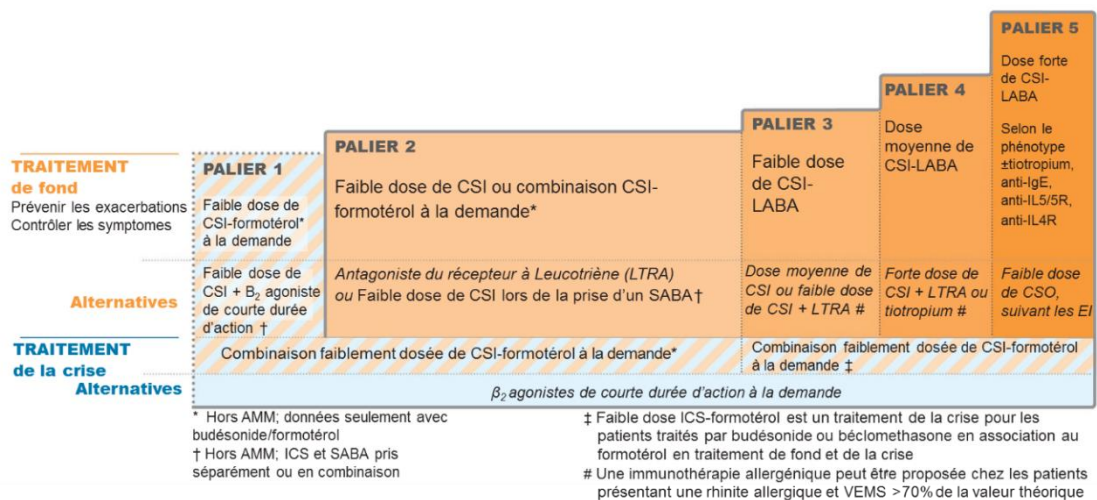 PALIER 5
Dose forte
de CSI-
LABA
Selon le
phénotype
±tiotropium,
anti-IgE,
anti-IL5/5R,
anti-IL4R
PALIER 4
Dose
moyenne de
CSI-LABA
PALIER 3
Faible dose
de CSI-
LABA
PALIER 2
Faible dose de CSI ou combinaison CSI-
formotérol à la demande*
PALIER 1
Faible dose de
CSI-formotérol*
à la demande
TRAITEMENT
de fond
Prévenir les exacerbations
Contrôler les symptomes
Alternatives
Faible dose de
CSI + B2 agoniste
de courte durée
d'action †
Antagoniste du récepteur à Leucotriène (LTRA)
ou Faible dose de CSI lors de la prise d'un SABA†
Dose moyenne de
CSI ou faible dose
de CSI + LTRA #
Forte dose de
CSI + LTRA ou
tiotropium #
Faible dose
de CSO,
suivant les EI
TRAITEMENT
de la crise
Combinaison faiblement dosée de CSI-formotérol à la demande*
Combinaison faiblement dosée de CSI-formotérol
à la demande ‡
Alternatives
β2 agonistes de courte durée d'action à la demande
* Hors AMM; données seulement avec
budésonide/formotérol
† Hors AMM; ICS et SABA pris
séparément ou en combinaison
‡ Faible dose ICS-formotérol est un traitement de la crise pour les
patients traités par budésonide ou béclomethasone en association au
formotérol en traitement de fond et de la crise
# Une immunothérapie allergénique peut être proposée chez les patients
présentant une rhinite allergique et VEMS >70% de la valeur théorique